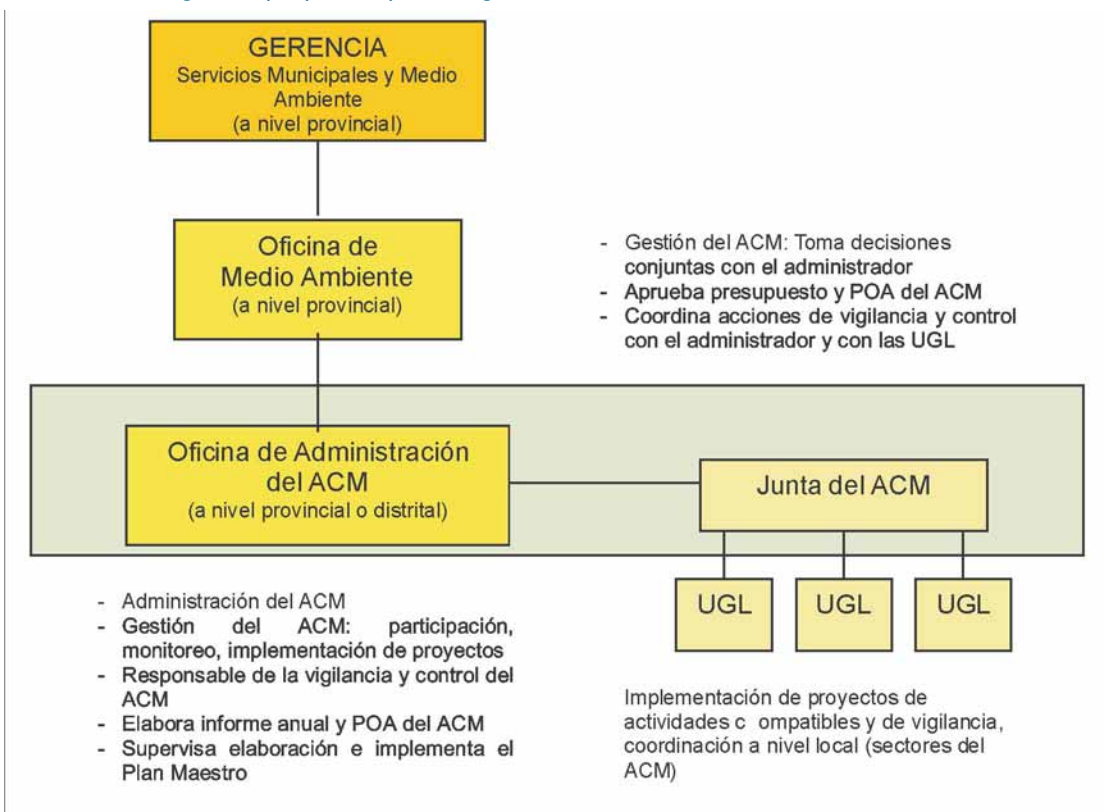 GERENCIA
Servicios Municipales y Medio
Ambiente
(a nivel provincial)
Oficina de
Medio Ambiente
(a nivel provincial)
- Gestión del ACM: Toma decisiones
conjuntas con el administrador
- Aprueba presupuesto y POA del ACM
- Coordina acciones de vigilancia y control
con el administrador y con las UGL
Oficina de Administración
del ACM
(a nivel provincial o distrital)
Junta del ACM
UGL
UGL
UGL
- Administración del ACM
- Gestión del ACM: participación,
monitoreo, implementación de proyectos
- Responsable de la vigilancia y control del
ACM
- Elabora informe anual y POA del ACM
- Supervisa elaboración e implementa el
Plan Maestro
Implementación de proyectos de
actividades c ompatibles y de vigilancia,
coordinación a nivel local (sectores del
ACM)